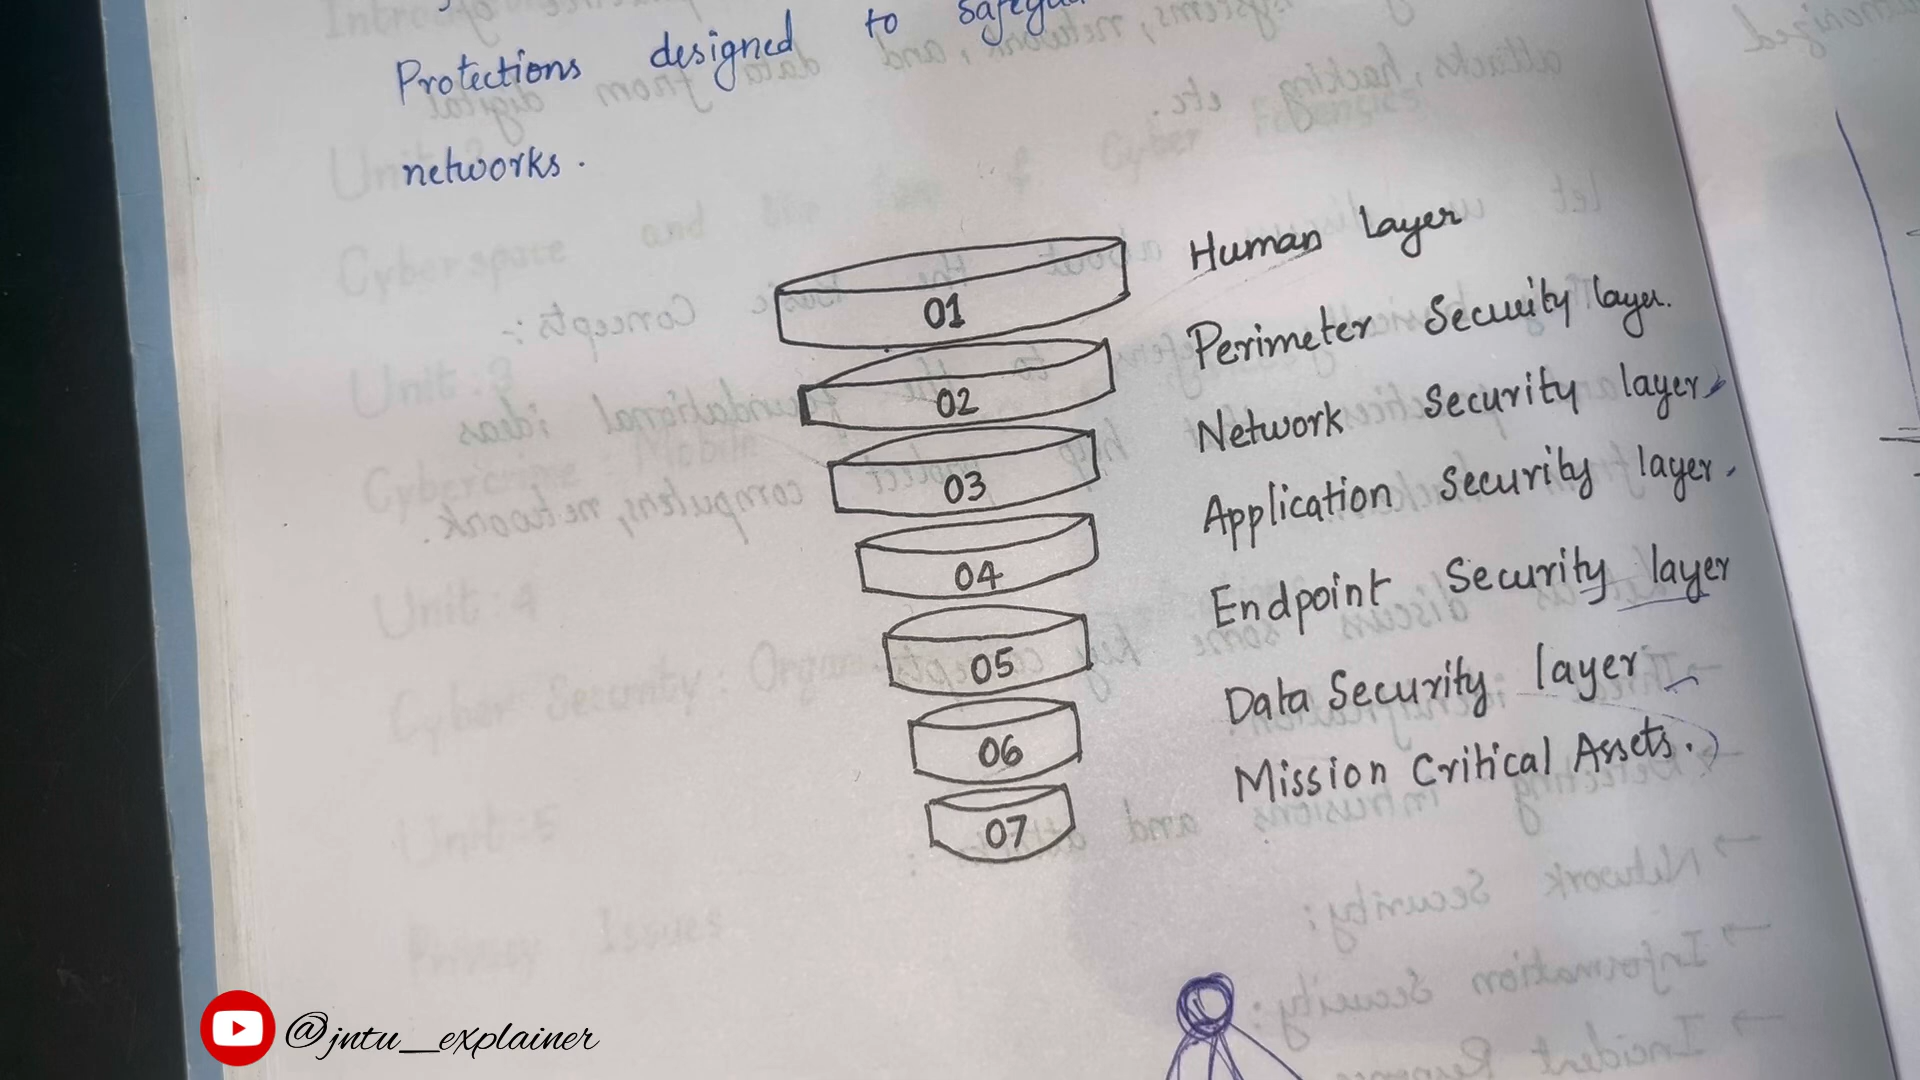 Protections designed to
networks.
Human Layer
01
Perimeter Security layer.
02
Network Security layer
03
Application Security layer.
04
Endpoint Security layer
05
Data Security layer
06
Mission Critical Assets.
07
@jntu_explainer